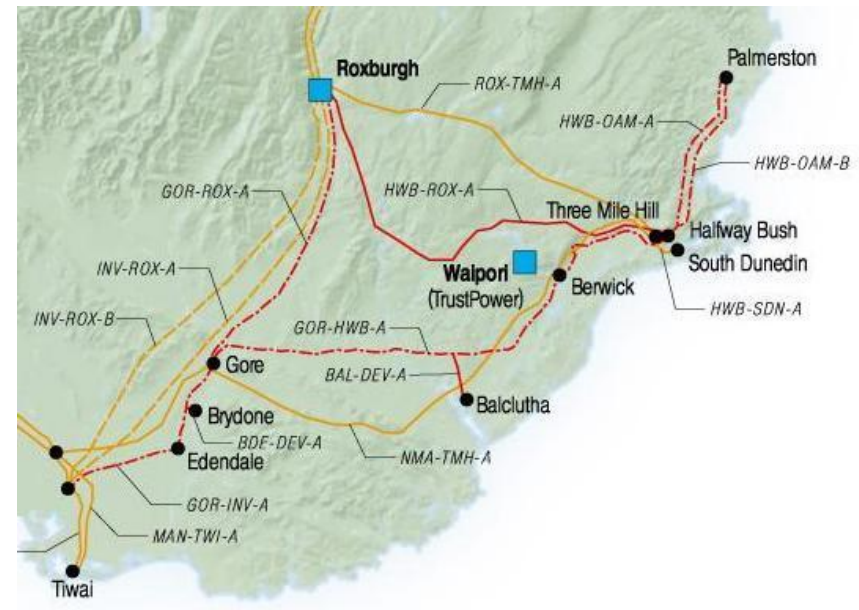 Palmerston
Roxburgh
ROX-TMH-A
HWB-OAM-A
HWB-OAM-B
GOR-ROX-A
HWB-ROX-A
Three Mile Hill
Halfway Bush
South Dunedin
Waipori
(TrustPower)
INV-ROX-A
Berwick
HWB-SDN-A
INV-ROX-B
GOR-HWB-A
Gore
BAL-DEV-A
Balclutha
Brydone
BDE-DEV-A
Edendale
NMA-TMH-A
GOR-INV-A
MAN-TWI-A
Tiwai